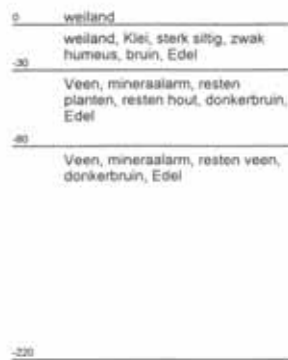 0 weiland
weiland, Klei, sterk siltig, zwak
humeus, bruin, Edel
-30
Veen, mineraalarm, resten
planten, resten hout, donkerbruin,
Edel
-80
Veen, mineraalarm, resten veen,
donkerbruin, Edel
-220